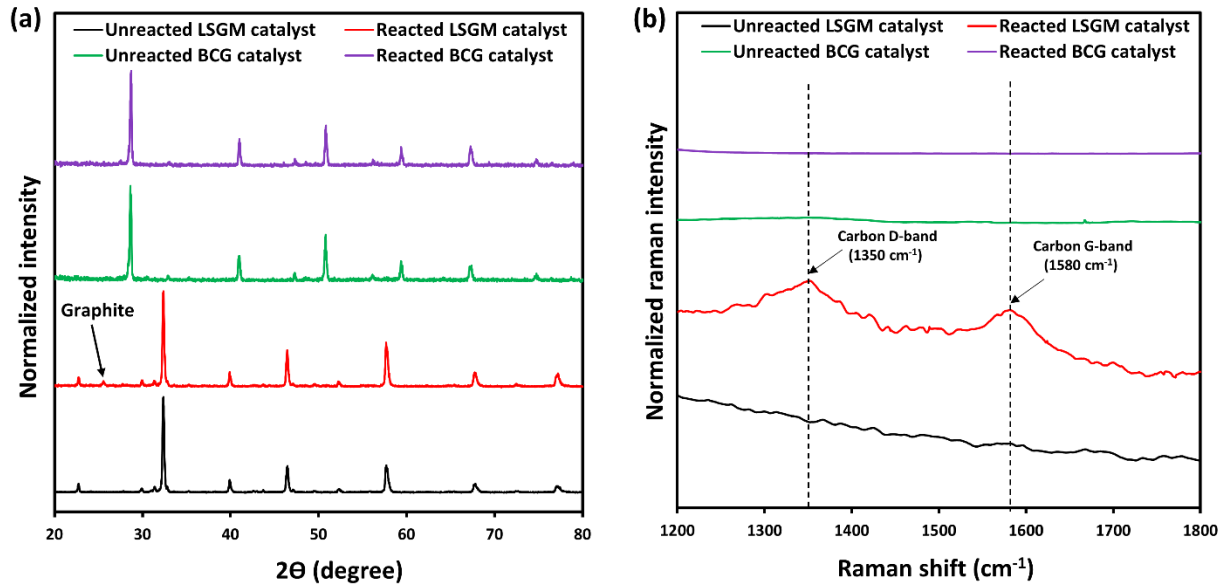 (a)
Unreacted LSGM catalyst
Reacted LSGM catalyst
Unreacted BCG catalyst
Reacted BCG catalyst
Graphite
Normalized intensity
20
30
40
50
60
70
80
2Ɵ (degree)
(b)
Unreacted LSGM catalyst
Reacted LSGM catalyst
Unreacted BCG catalyst
Reacted BCG catalyst
Carbon D-band
(1350 cm⁻¹)
Carbon G-band
(1580 cm⁻¹)
Normalized raman intensity
1200
1300
1400
1500
1600
1700
1800
Raman shift (cm⁻¹)